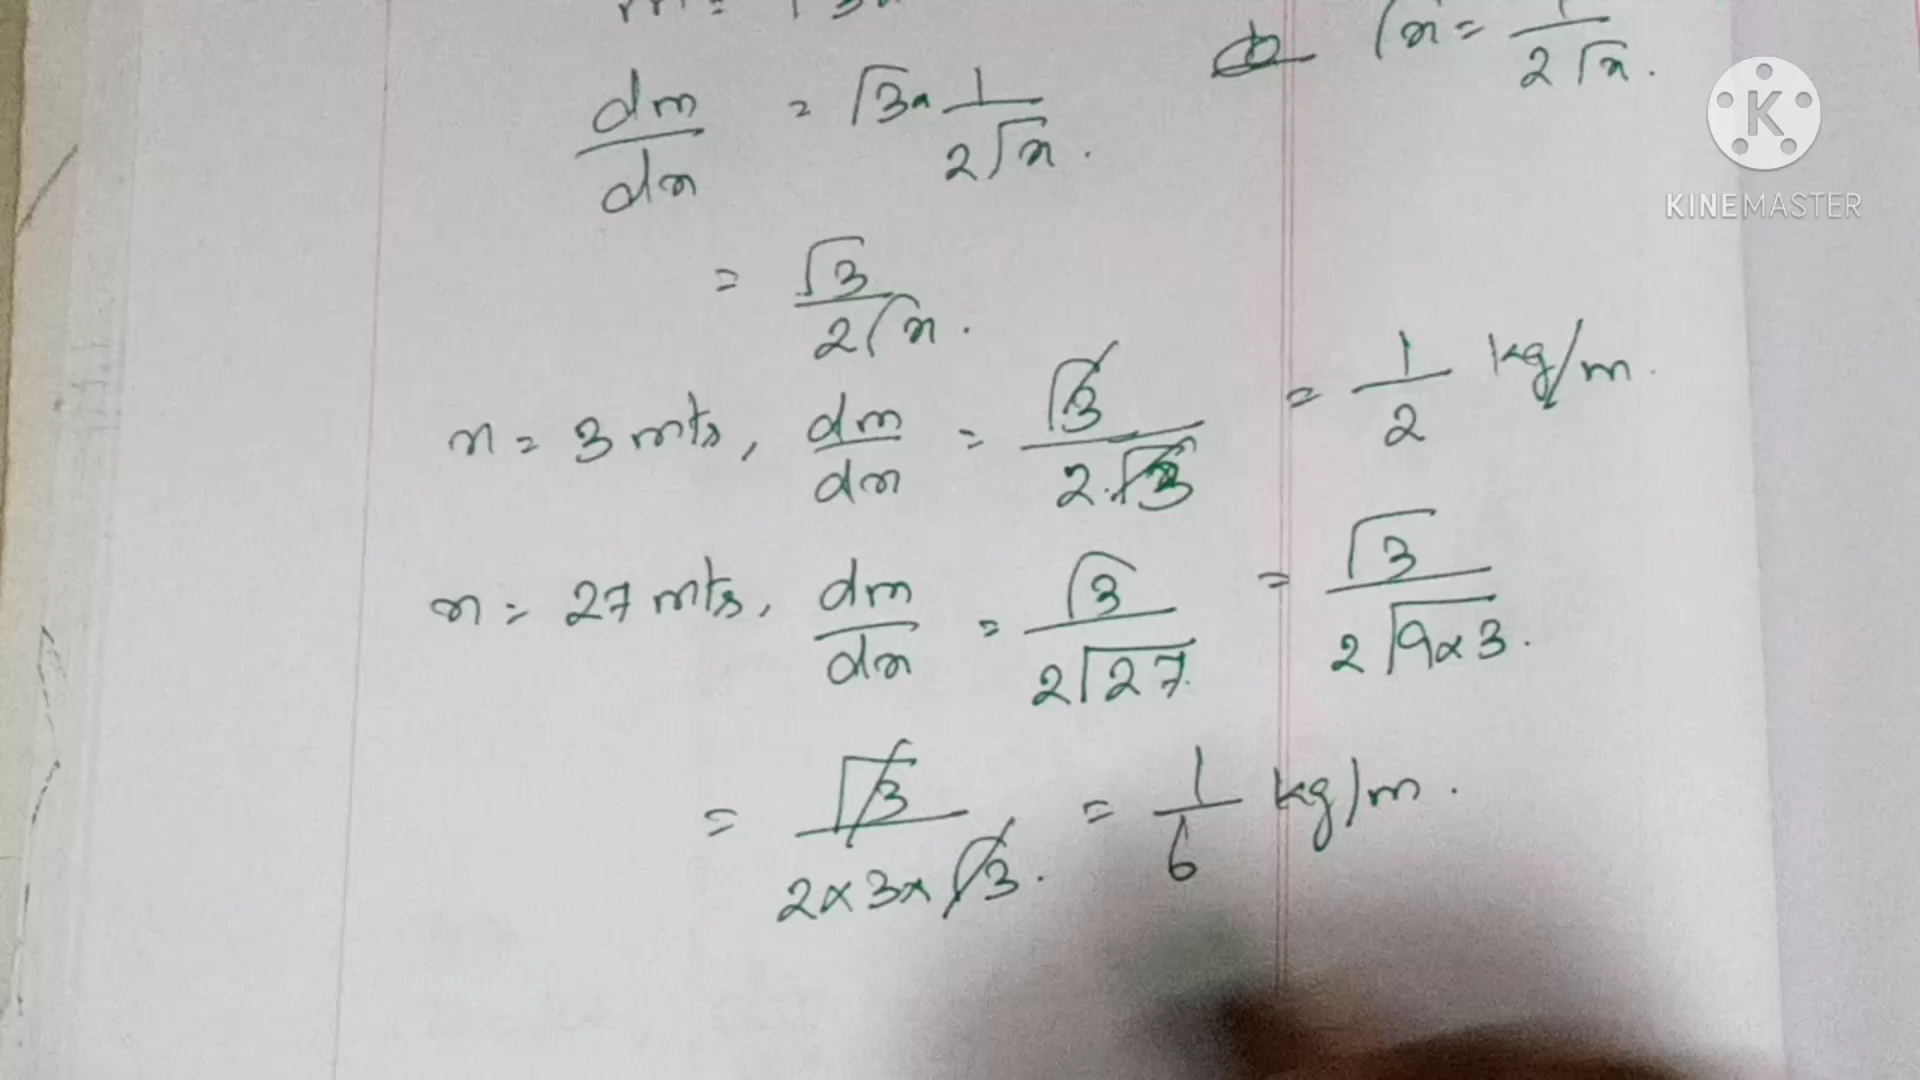 dm/dx = √3 × 1/(2√x).
√x = 1/(2√x).
= √3/(2√x).
x = 3 mts, dm/dx = √3/(2.√3) = 1/2 kg/m.
x = 27 mts, dm/dx = √3/(2√27) = √3/(2√9×3).
= √3/(2×3×√3). = 1/6 kg/m.
K
KINEMASTER